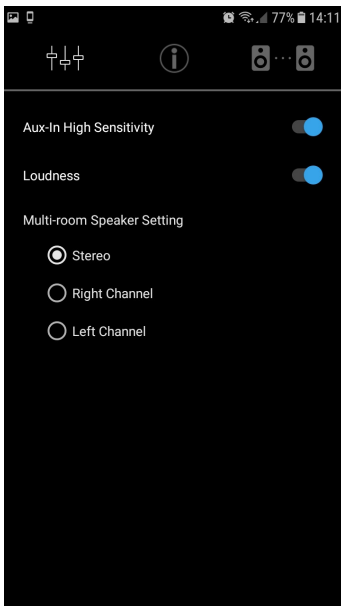 77% 14:11
Aux-In High Sensitivity
Loudness
Multi-room Speaker Setting
Stereo
Right Channel
Left Channel